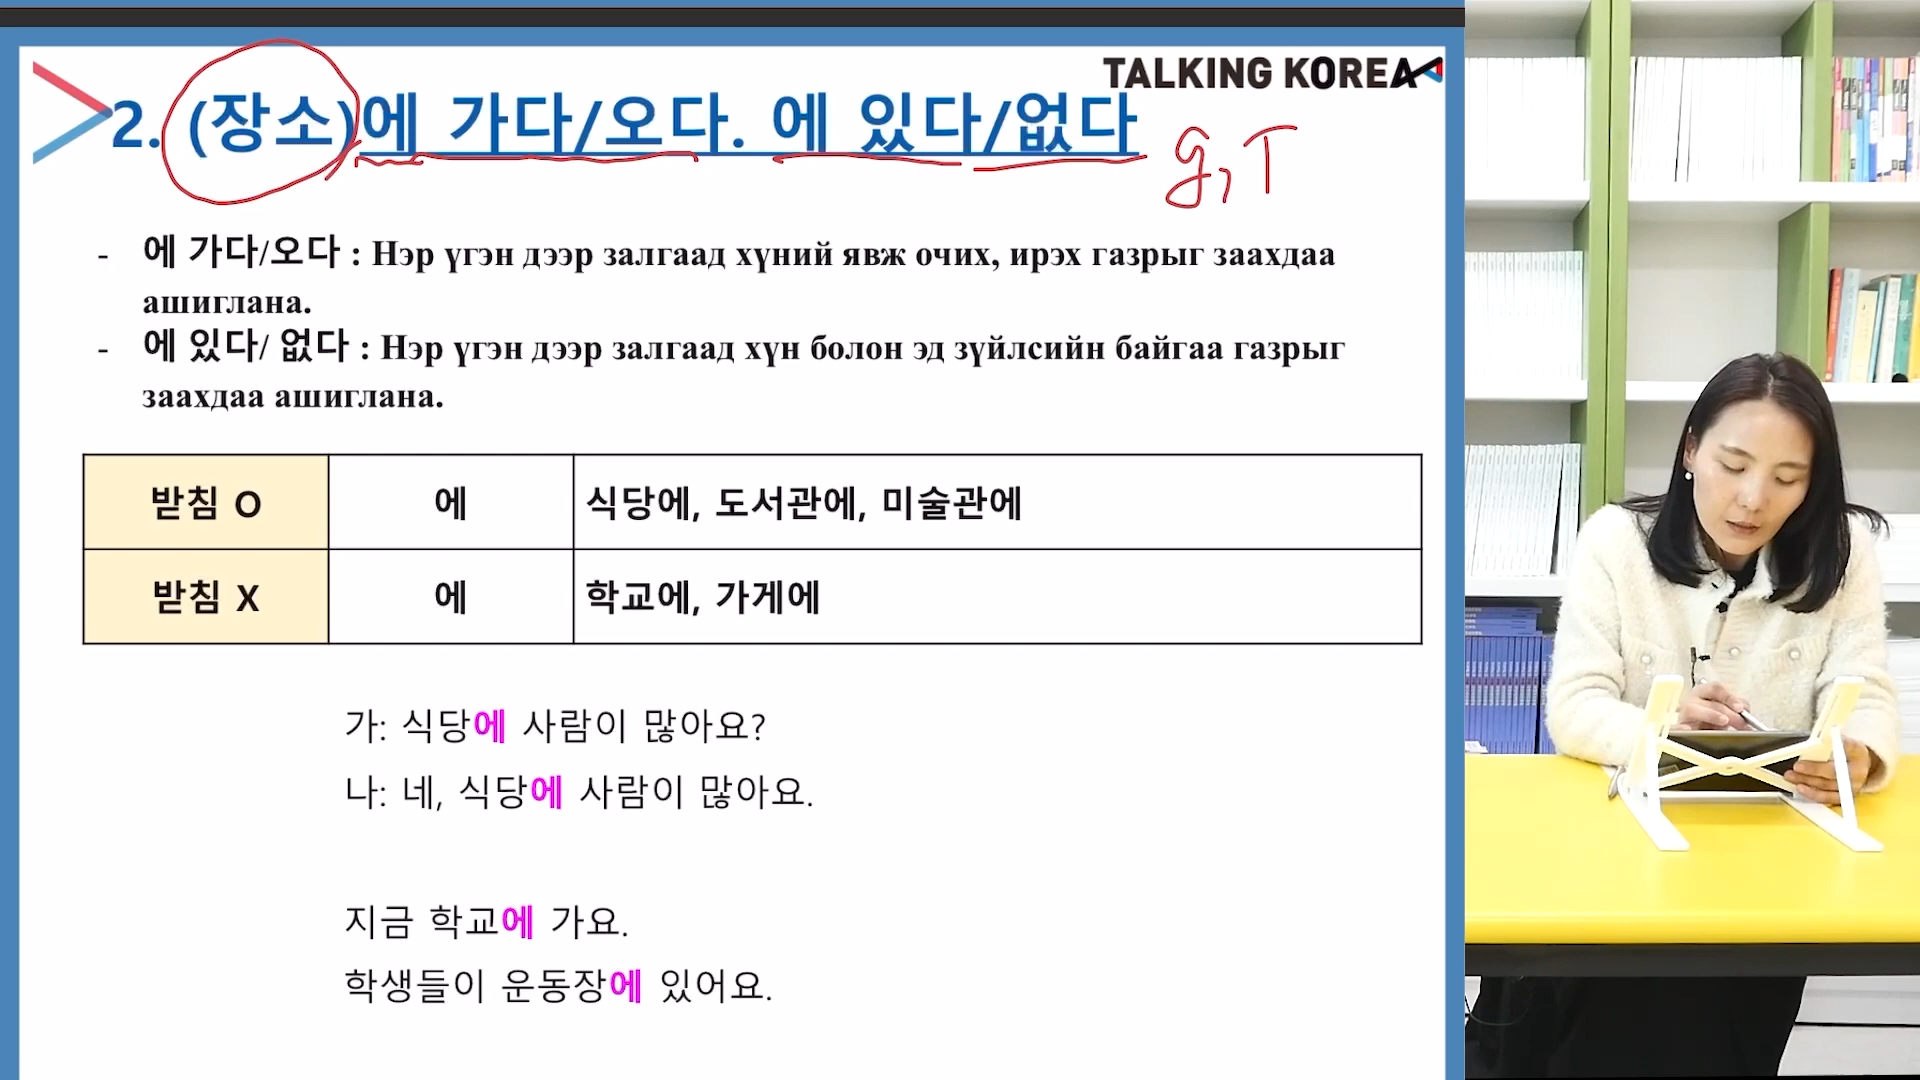 TALKING KOREA
2. (장소)에 가다/오다. 에 있다/없다
g, T
- 에 가다/오다 : Нэр үгэн дээр залгаад хүний явж очих, ирэх газрыг заахдаа
ашиглана.
- 에 있다/ 없다 : Нэр үгэн дээр залгаад хүн болон эд зүйлсийн байгаа газрыг
заахдаа ашиглана.
받침 O 에 식당에, 도서관에, 미술관에
받침 X 에 학교에, 가게에
가: 식당에 사람이 많아요?
나: 네, 식당에 사람이 많아요.
지금 학교에 가요.
학생들이 운동장에 있어요.